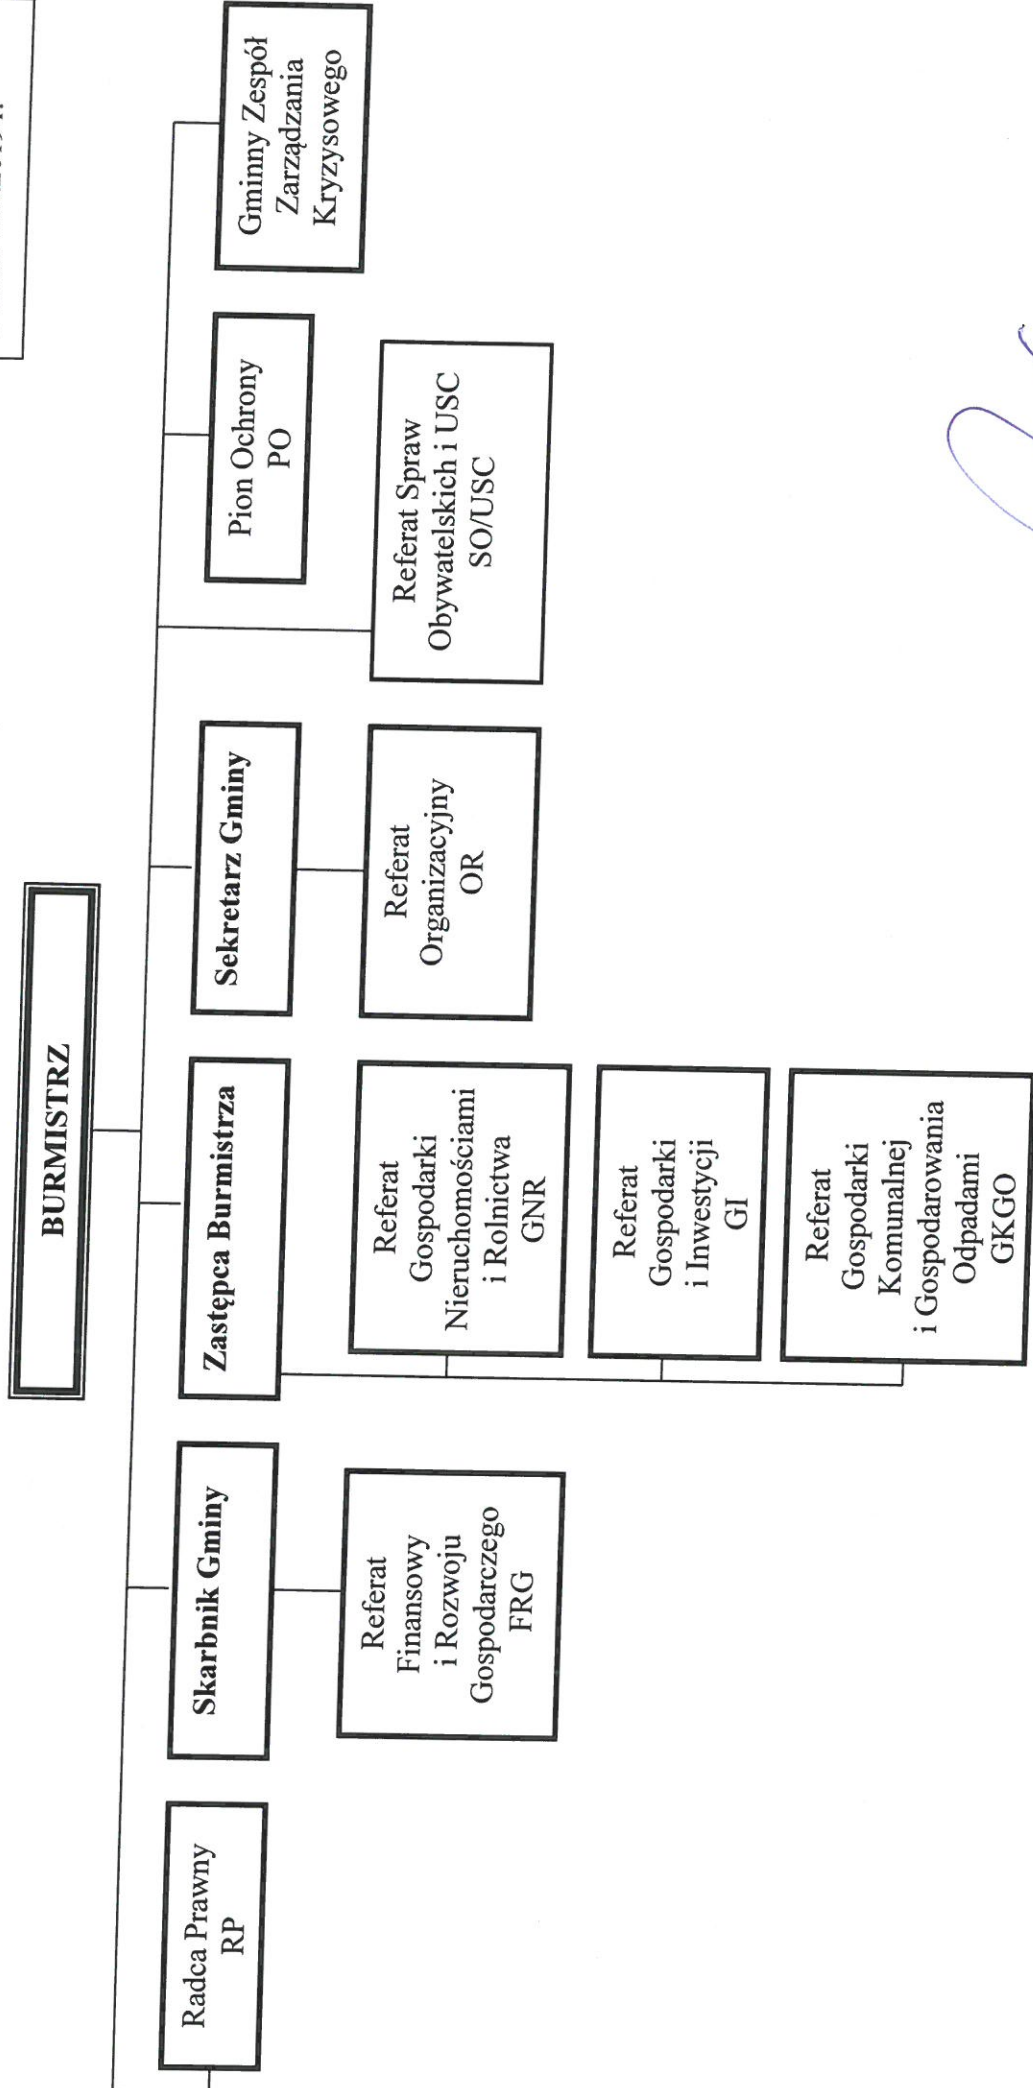 BURMISTRZ
Radca Prawny
RP
Skarbnik Gminy
Referat
Finansowy
i Rozwoju
Gospodarczego
FRG
Zastępca Burmistrza
Referat
Gospodarki
Nieruchomościami
i Rolnictwa
GNR
Referat
Gospodarki
i Inwestycji
GI
Referat
Gospodarki
Komunalnej
i Gospodarowania
Odpadami
GKGO
Sekretarz Gminy
Referat
Organizacyjny
OR
Referat Spraw
Obywatelskich i USC
SO/USC
Pion Ochrony
PO
Gminny Zespół
Zarządzania
Kryzysowego